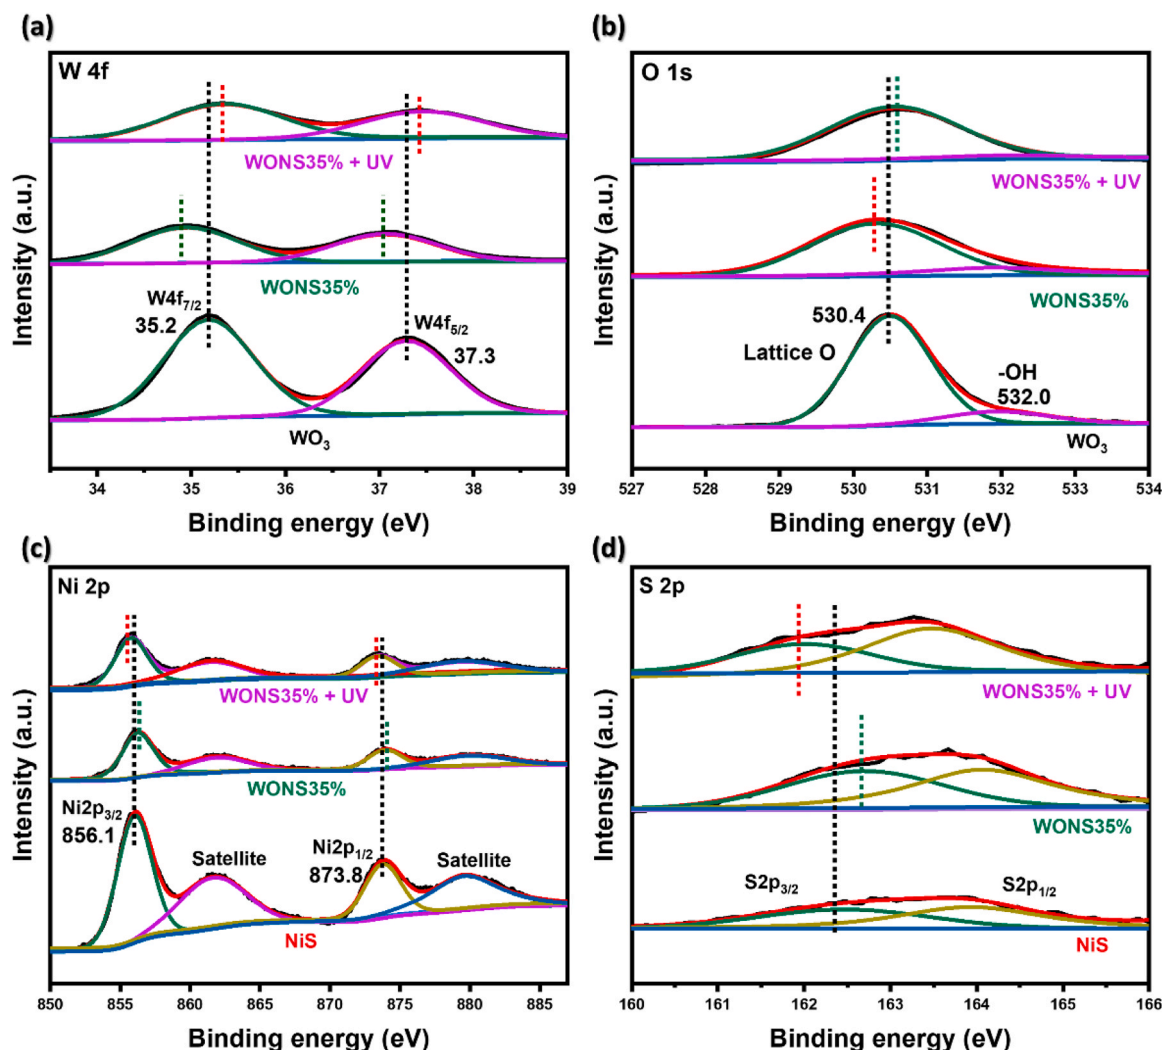 (a)
W 4f
WONS35% + UV
WONS35%
W4f7/2
35.2
W4f5/2
37.3
WO3
Intensity (a.u.)
34 35 36 37 38 39
Binding energy (eV)
(b)
O 1s
WONS35% + UV
WONS35%
530.4
Lattice O
-OH
532.0
WO3
Intensity (a.u.)
527 528 529 530 531 532 533 534
Binding energy (eV)
(c)
Ni 2p
WONS35% + UV
WONS35%
Ni2p3/2
856.1
Satellite
Ni2p1/2
873.8
Satellite
NiS
Intensity (a.u.)
850 855 860 865 870 875 880 885
Binding energy (eV)
(d)
S 2p
WONS35% + UV
WONS35%
S2p3/2
S2p1/2
NiS
Intensity (a.u.)
160 161 162 163 164 165 166
Binding energy (eV)